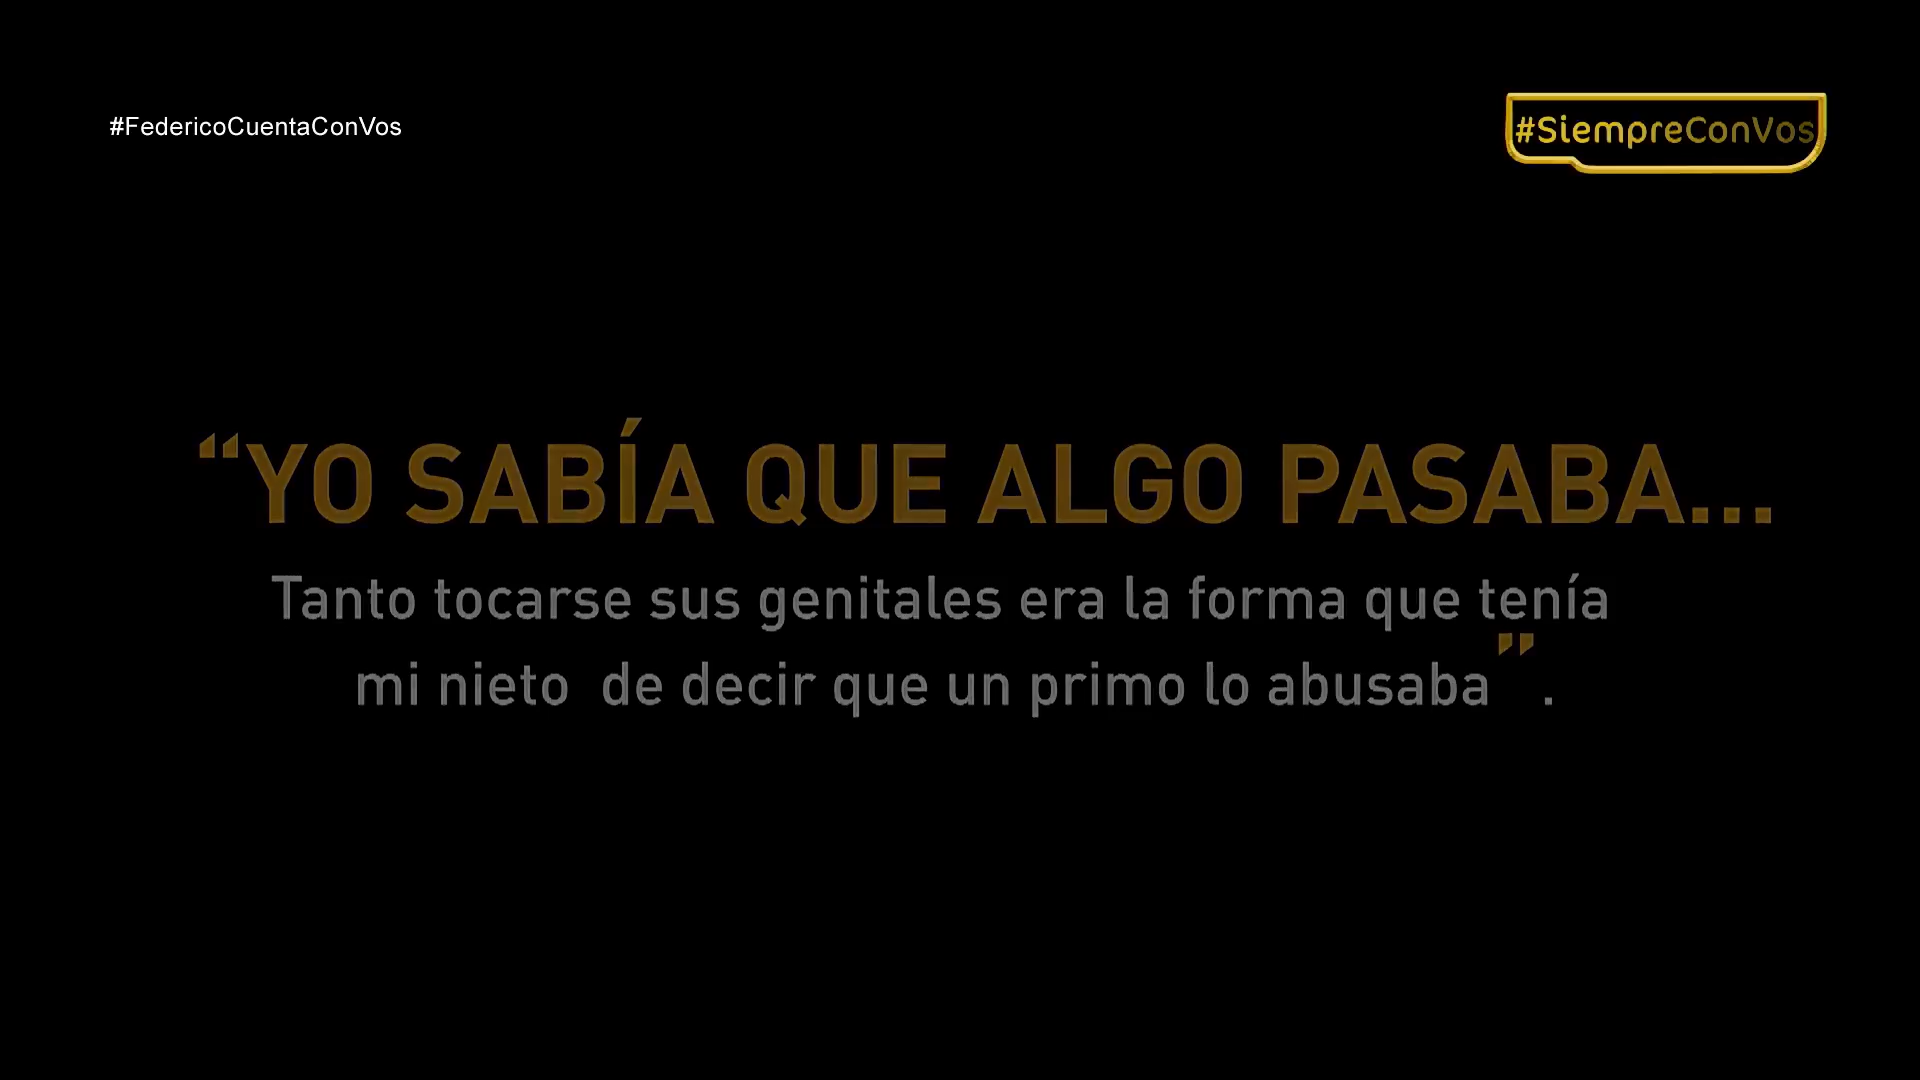 #FedericoCuentaConVos
#SiempreConVos
“YO SABÍA QUE ALGO PASABA...
Tanto tocarse sus genitales era la forma que tenía
mi nieto de decir que un primo lo abusaba”.